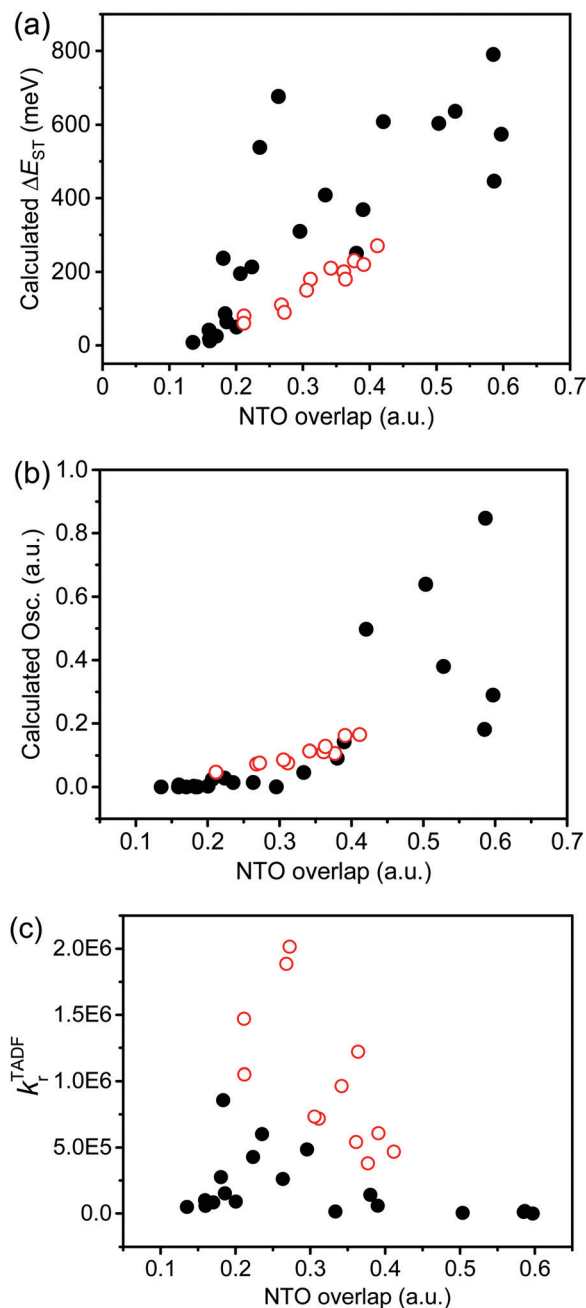 (a)
800
600
400
200
0
Calculated ΔE_ST (meV)
0 0.1 0.2 0.3 0.4 0.5 0.6 0.7
NTO overlap (a.u.)
(b)
1.0
0.8
0.6
0.4
0.2
0.0
Calculated Osc. (a.u.)
0.1 0.2 0.3 0.4 0.5 0.6 0.7
NTO overlap (a.u.)
(c)
2.0E6
1.5E6
1.0E6
5.0E5
0.0
k_r^TADF
0.1 0.2 0.3 0.4 0.5 0.6
NTO overlap (a.u.)